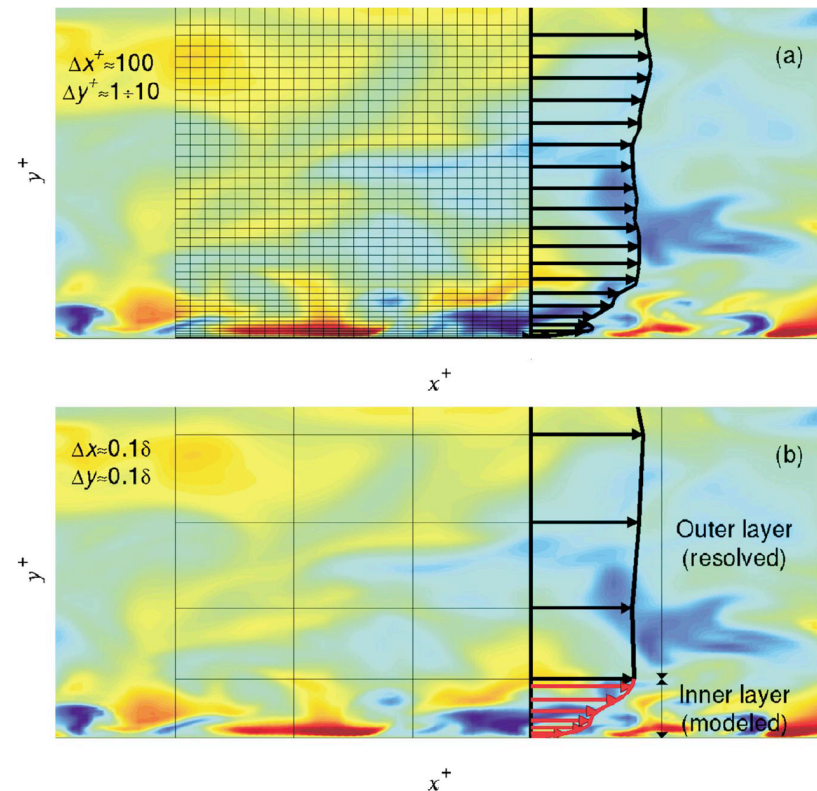 (a)
Δx⁺≈100
Δy⁺≈1÷10
y⁺
x⁺
(b)
Δx≈0.1δ
Δy≈0.1δ
Outer layer
(resolved)
y⁺
Inner layer
(modeled)
x⁺